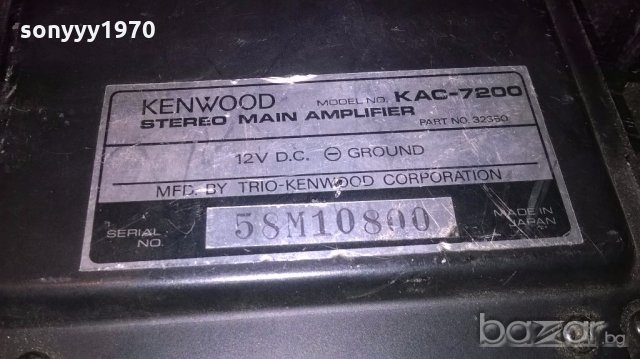 sonyyy1970
KENWOOD MODEL NO. KAC-7200
STEREO MAIN AMPLIFIER PART NO. 32350
12V D.C. ⊖ GROUND
MFD. BY TRIO-KENWOOD CORPORATION
SERIAL NO. 58M10800 MADE IN JAPAN
bazar.bg